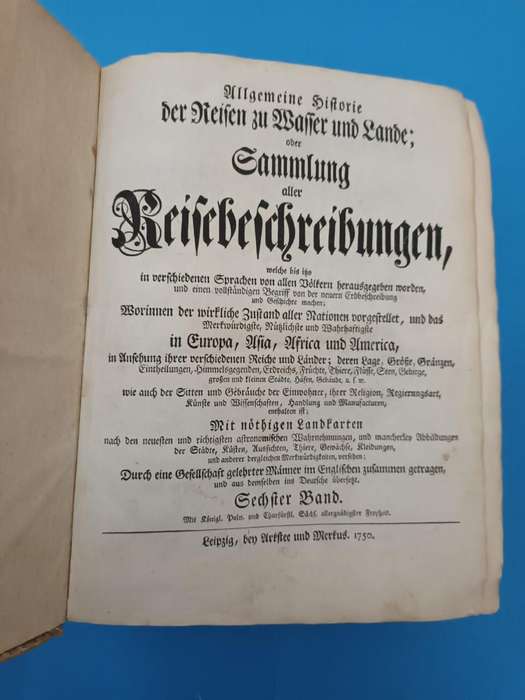 Allgemeine Historie
der Reisen zu Wasser und Lande;
oder
Sammlung
aller
Reisebeschreibungen,
welche bis itzo
in verschiedenen Sprachen von allen Völkern herausgegeben worden,
und einen vollständigen Begriff von der neuern Erdbeschreibung
und Geschichte machen;
Worinnen der wirkliche Zustand aller Nationen vorgestellet, und das
Merkwürdigste, Nützlichste und Wahrhaftigste
in Europa, Asia, Africa und America,
in Ansehung ihrer verschiedenen Reiche und Länder; deren Lage, Größe, Gränzen,
Eintheilungen, Himmelsgegenden, Erdreichs, Früchte, Thiere, Flüsse, Seen, Gebirge,
großen und kleinen Städte, Häfen, Gebäude, u. s. w.
wie auch der Sitten und Gebräuche der Einwohner, ihrer Religion, Regierungsart,
Künste und Wissenschaften, Handlung und Manufacturen,
enthalten ist;
Mit nöthigen Landkarten
nach den neuesten und richtigsten astronomischen Wahrnehmungen, und mancherley Abbildungen
der Städte, Küsten, Aussichten, Thiere, Gewächse, Kleidungen,
und anderer dergleichen Merkwürdigkeiten, versehen;
Durch eine Gesellschaft gelehrter Männer im Englischen zusammen getragen,
und aus demselben ins Deutsche übersetzt.
Sechster Band.
Mit Königl. Poln. und Churfürstl. Sächs. allergnädigster Freyheit.
Leipzig, bey Arkstee und Merkus. 1750.